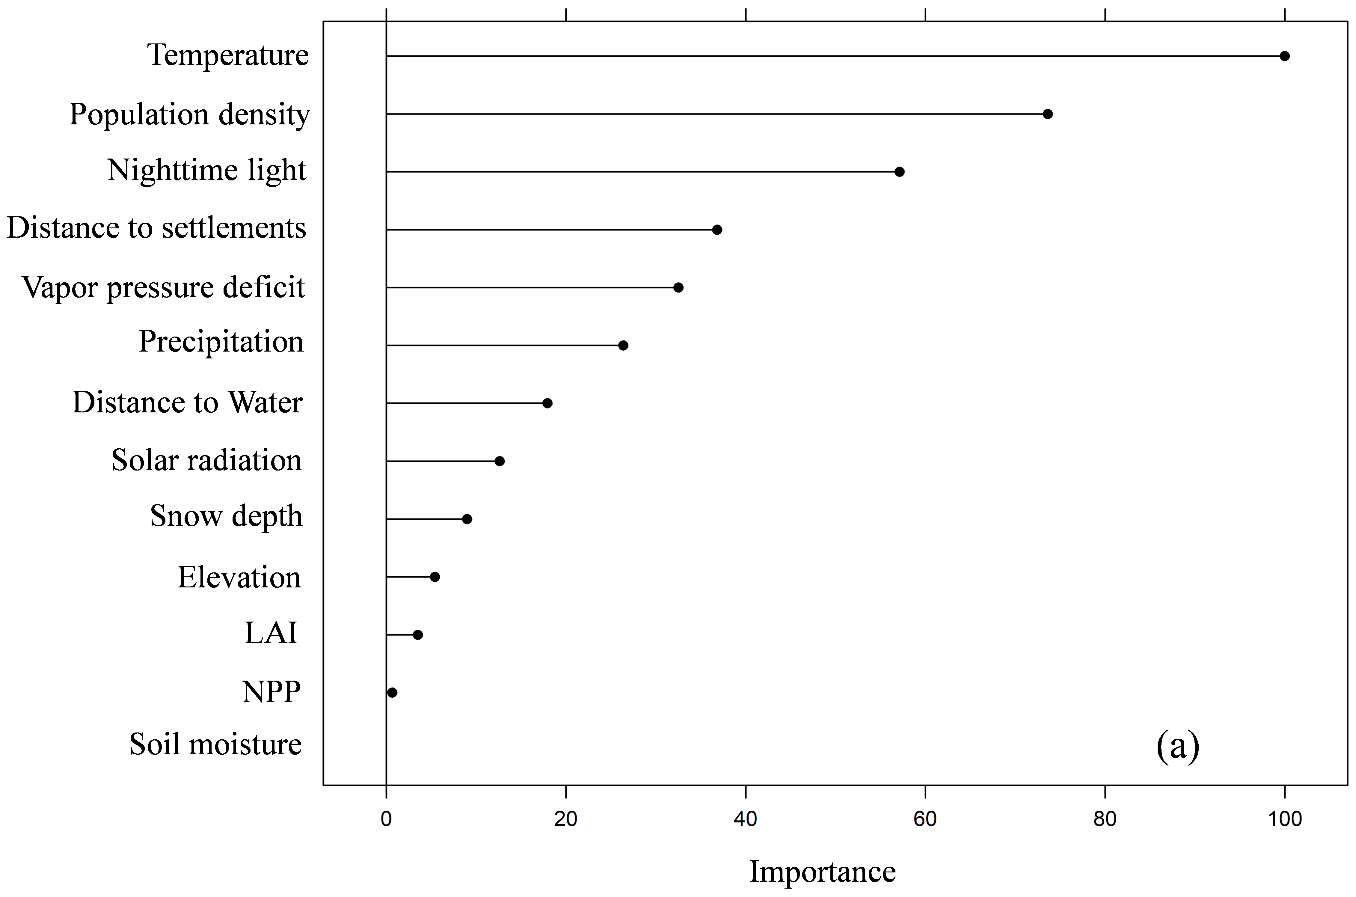 Temperature
Population density
Nighttime light
Distance to settlements
Vapor pressure deficit
Precipitation
Distance to Water
Solar radiation
Snow depth
Elevation
LAI
NPP
Soil moisture
(a)
0 20 40 60 80 100
Importance